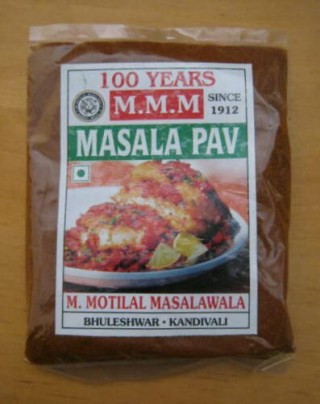 100 YEARS
M.M.M
SINCE
1912
MASALA PAV
M. MOTILAL MASALAWALA
BHULESHWAR • KANDIVALI